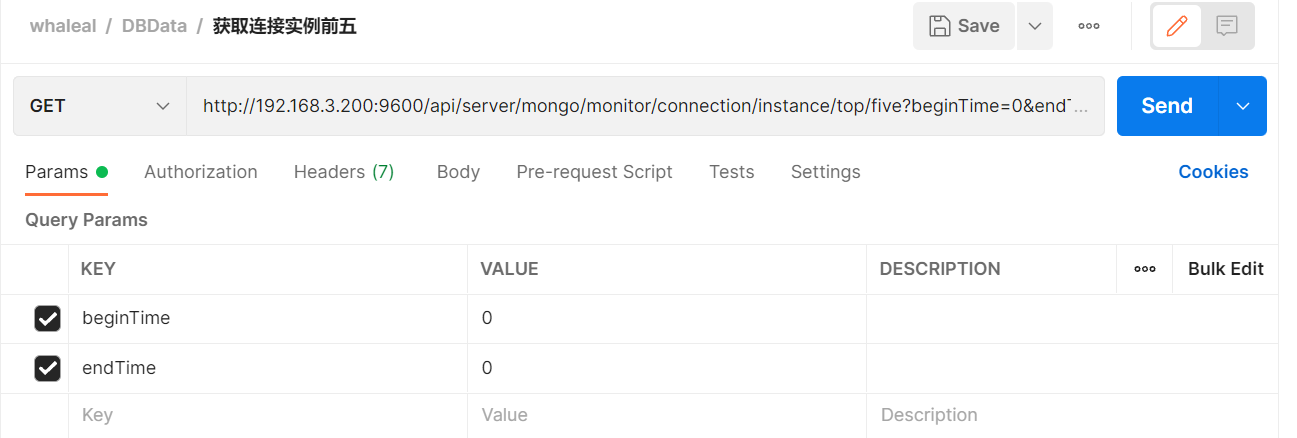 whaleal / DBData / 获取连接实例前五
Save
GET
http://192.168.3.200:9600/api/server/mongo/monitor/connection/instance/top/five?beginTime=0&endT...
Send
Params Authorization Headers (7) Body Pre-request Script Tests Settings Cookies
Query Params
KEY VALUE DESCRIPTION Bulk Edit
beginTime 0
endTime 0
Key Value Description